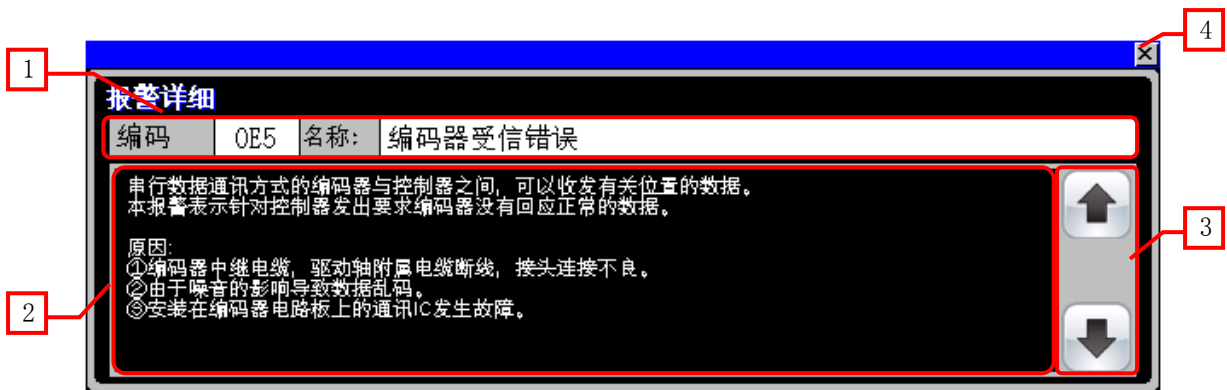 4
1
报警详细
编码 0E5 名称: 编码器受信错误
串行数据通讯方式的编码器与控制器之间, 可以收发有关位置的数据。
本报警表示针对控制器发出要求编码器没有回应正常的数据。
原因:
①编码器中继电缆, 驱动轴附属电缆断线, 接头连接不良。
②由于噪音的影响导致数据乱码。
③安装在编码器电路板上的通讯IC发生故障。
3
2